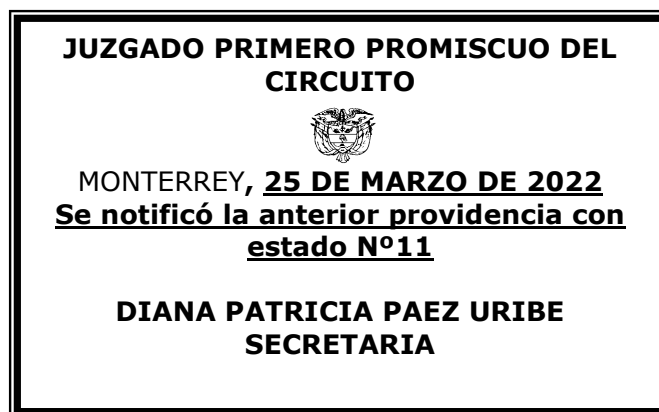 JUZGADO PRIMERO PROMISCUO DEL
CIRCUITO
MONTERREY, 25 DE MARZO DE 2022
Se notificó la anterior providencia con
estado Nº11
DIANA PATRICIA PAEZ URIBE
SECRETARIA